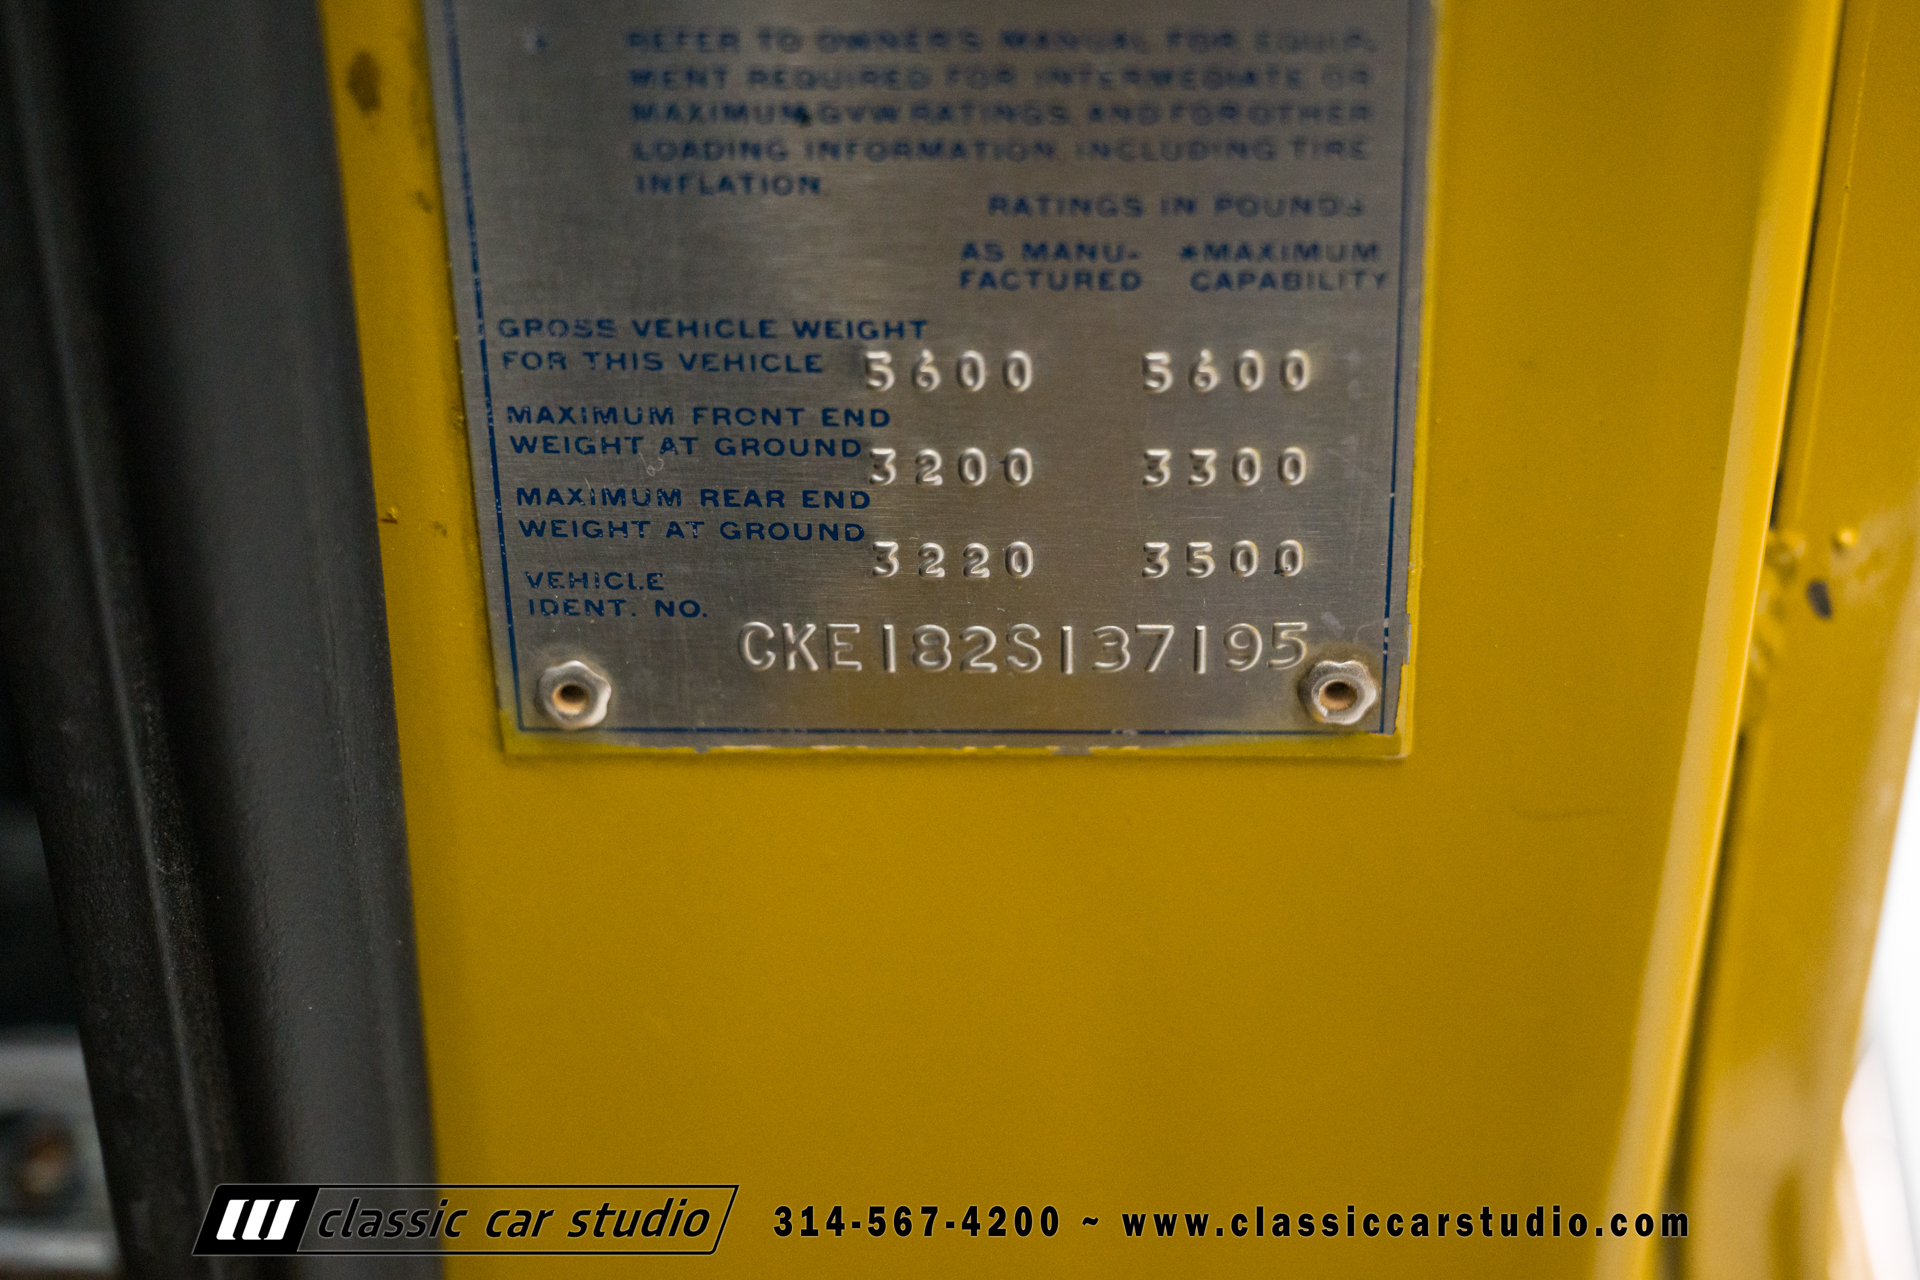 REFER TO OWNER'S MANUAL FOR EQUIP-
MENT REQUIRED FOR INTERMEDIATE OR
MAXIMUM GVW RATINGS, AND FOR OTHER
LOADING INFORMATION, INCLUDING TIRE
INFLATION.
RATINGS IN POUNDS
AS MANU- *MAXIMUM
FACTURED CAPABILITY
GROSS VEHICLE WEIGHT
FOR THIS VEHICLE 5600 5600
MAXIMUM FRONT END
WEIGHT AT GROUND 3200 3300
MAXIMUM REAR END
WEIGHT AT GROUND 3220 3500
VEHICLE
IDENT. NO. CKE182S137195
classic car studio 314-567-4200 ~ www.classiccarstudio.com